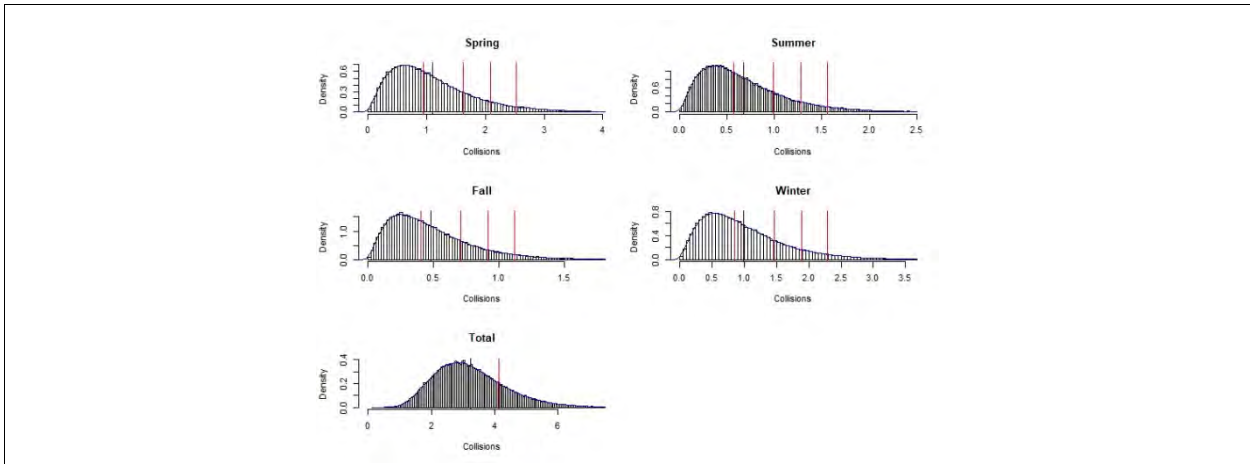 Spring
Density
0.0 0.3 0.6
0 1 2 3 4
Collisions
Summer
Density
0.0 0.6
0.0 0.5 1.0 1.5 2.0 2.5
Collisions
Fall
Density
0.0 1.0
0.0 0.5 1.0 1.5
Collisions
Winter
Density
0.0 0.4 0.8
0.0 0.5 1.0 1.5 2.0 2.5 3.0 3.5
Collisions
Total
Density
0.0 0.2 0.4
0 2 4 6
Collisions